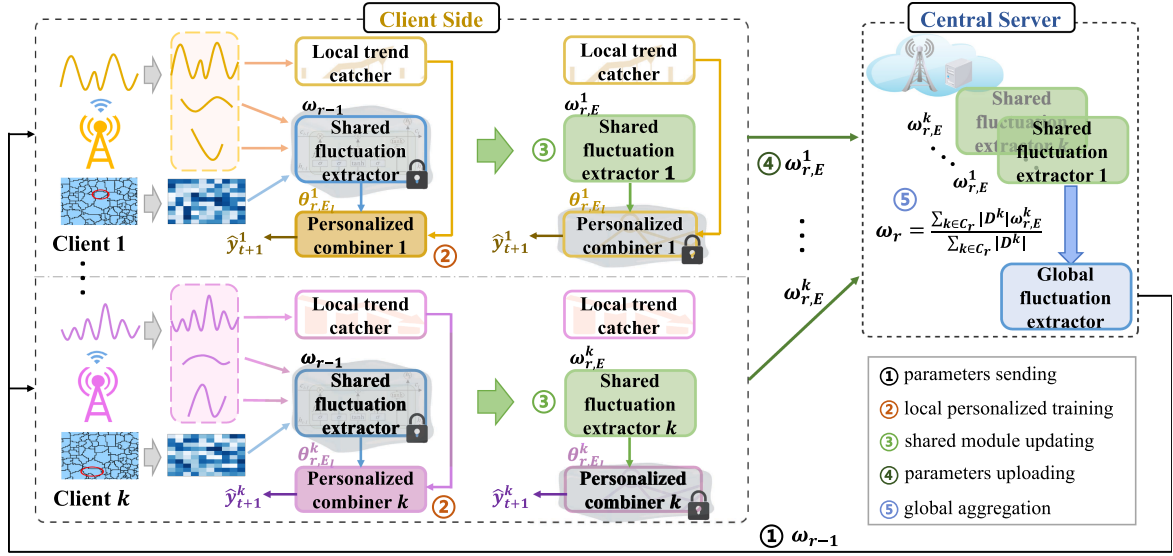 Client Side
Central Server
Local trend
catcher
ω_{r-1}
Shared
fluctuation
extractor
θ^1_{r,E_l}
Personalized
combiner 1
ŷ^1_{t+1}
②
Client 1
③
Local trend
catcher
ω^1_{r,E}
Shared
fluctuation
extractor 1
θ^1_{r,E_l}
Personalized
combiner 1
ŷ^1_{t+1}
Local trend
catcher
ω_{r-1}
Shared
fluctuation
extractor
θ^k_{r,E_l}
Personalized
combiner k
ŷ^k_{t+1}
②
Client k
③
Local trend
catcher
ω^k_{r,E}
Shared
fluctuation
extractor k
θ^k_{r,E_l}
Personalized
combiner k
ŷ^k_{t+1}
④ ω^1_{r,E}
ω^k_{r,E}
ω^k_{r,E}
Shared
fluctuation
extractor k
ω^1_{r,E}
Shared
fluctuation
extractor 1
⑤
ω_r = ∑_{k∈C_r} |D^k|ω^k_{r,E} / ∑_{k∈C_r} |D^k|
Global
fluctuation
extractor
① parameters sending
② local personalized training
③ shared module updating
④ parameters uploading
⑤ global aggregation
① ω_{r-1}